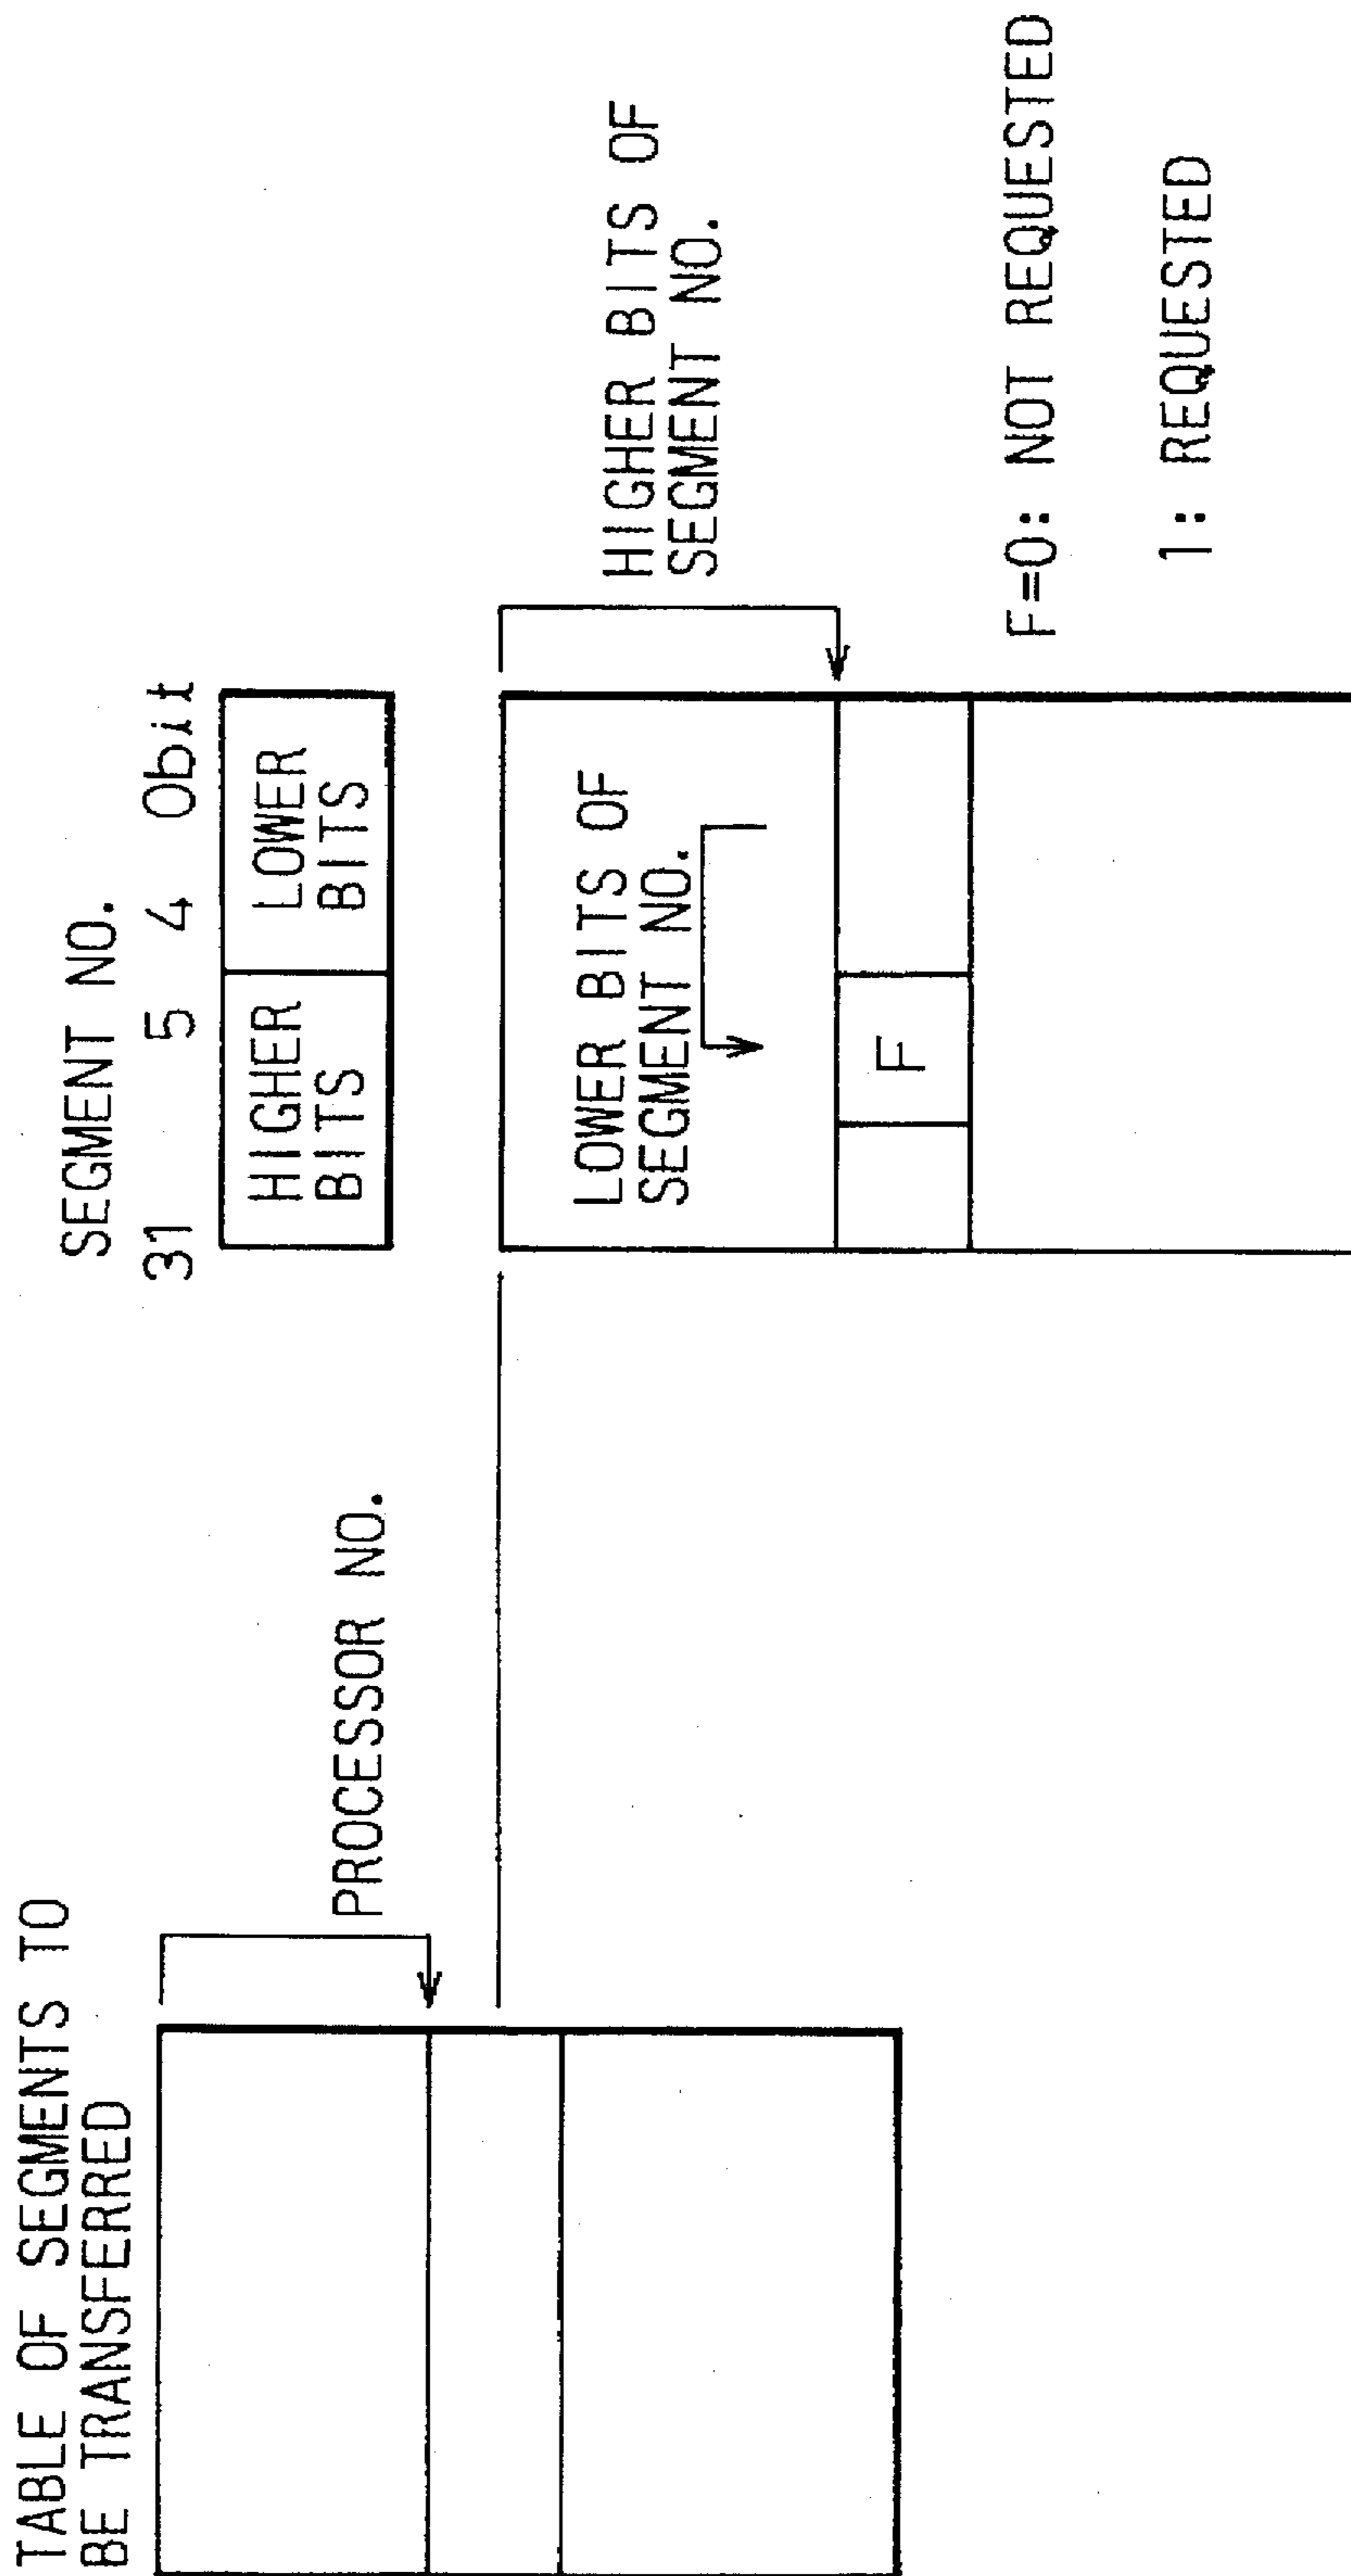 TABLE OF SEGMENTS TO
BE TRANSFERRED
PROCESSOR NO.
SEGMENT NO.
31 5 4 0bit
HIGHER
BITS
LOWER
BITS
LOWER BITS OF
SEGMENT NO.
F
HIGHER BITS OF
SEGMENT NO.
F=0: NOT REQUESTED
1: REQUESTED